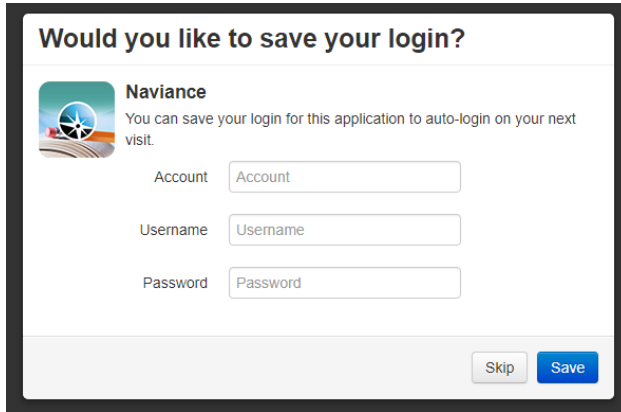 Would you like to save your login?
Naviance
You can save your login for this application to auto-login on your next
visit.
Account Account
Username Username
Password Password
Skip Save